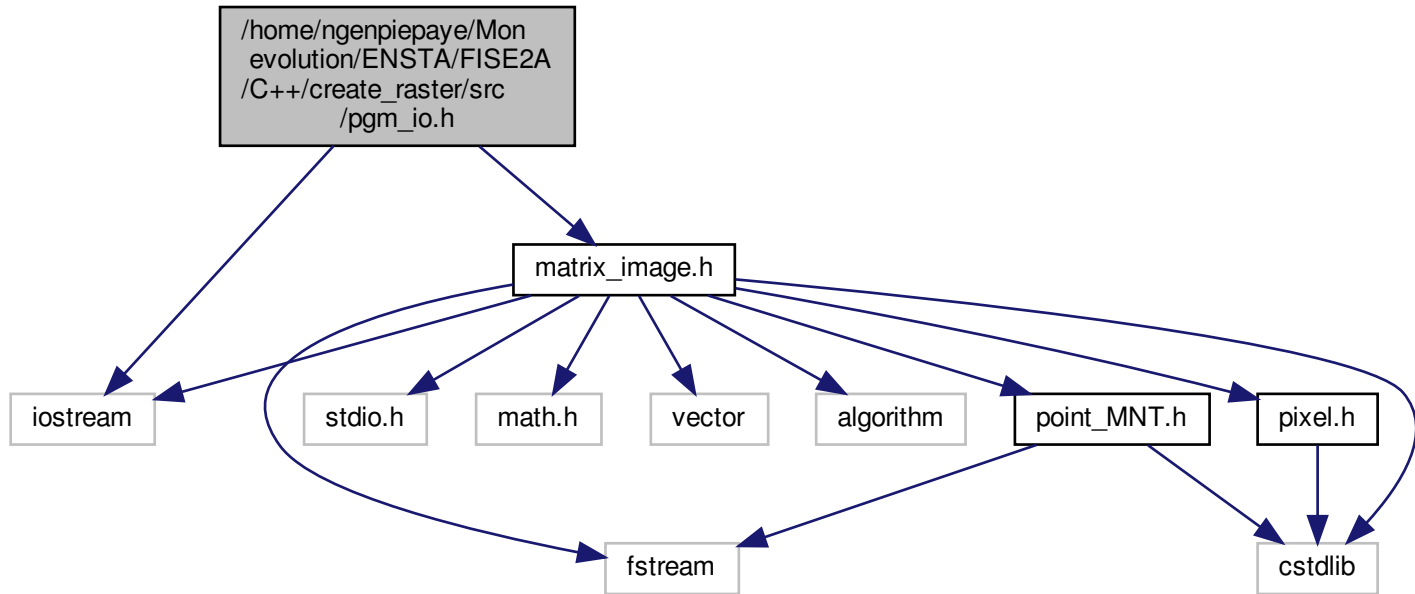 /home/ngenpiepaye/Mon
evolution/ENSTA/FISE2A
/C++/create_raster/src
/pgm_io.h
matrix_image.h
iostream
stdio.h
math.h
vector
algorithm
point_MNT.h
pixel.h
fstream
cstdlib